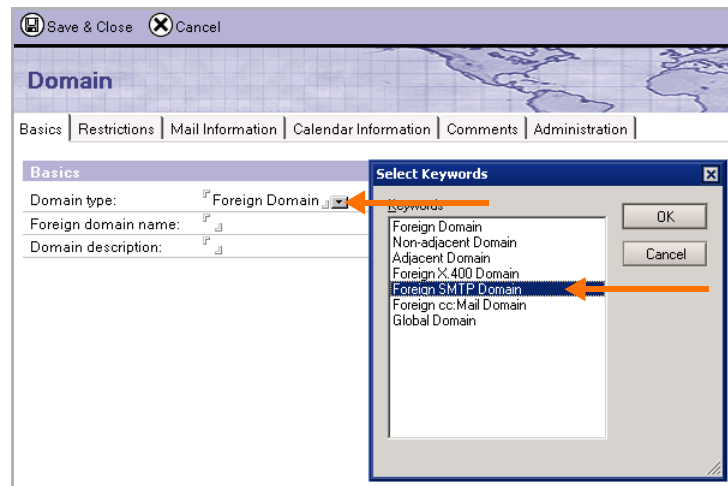 Save & Close Cancel
Domain
Basics Restrictions Mail Information Calendar Information Comments Administration
Basics
Domain type: Foreign Domain
Foreign domain name:
Domain description:
Select Keywords
Keywords
Foreign Domain
Non-adjacent Domain
Adjacent Domain
Foreign X.400 Domain
Foreign SMTP Domain
Foreign cc:Mail Domain
Global Domain
OK
Cancel